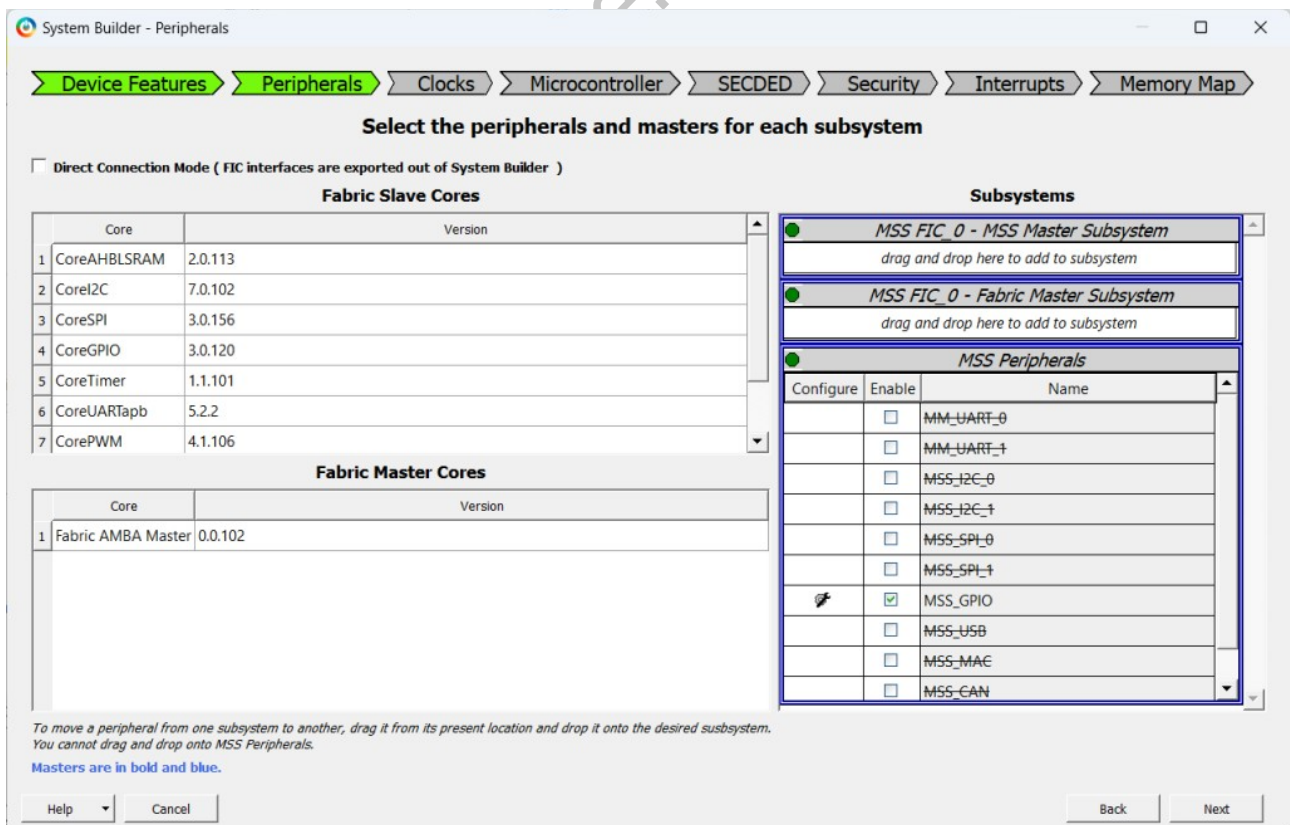 System Builder - Peripherals
Device Features Peripherals Clocks Microcontroller SECDED Security Interrupts Memory Map
Select the peripherals and masters for each subsystem
Direct Connection Mode ( FIC interfaces are exported out of System Builder )
Fabric Slave Cores
Core Version
1 CoreAHBLSRAM 2.0.113
2 CoreI2C 7.0.102
3 CoreSPI 3.0.156
4 CoreGPIO 3.0.120
5 CoreTimer 1.1.101
6 CoreUARTapb 5.2.2
7 CorePWM 4.1.106
Fabric Master Cores
Core Version
1 Fabric AMBA Master 0.0.102
Subsystems
MSS FIC_0 - MSS Master Subsystem
drag and drop here to add to subsystem
MSS FIC_0 - Fabric Master Subsystem
drag and drop here to add to subsystem
MSS Peripherals
Configure Enable Name
MM_UART_0
MM_UART_1
MSS_I2C_0
MSS_I2C_1
MSS_SPI_0
MSS_SPI_1
MSS_GPIO
MSS_USB
MSS_MAC
MSS_CAN
To move a peripheral from one subsystem to another, drag it from its present location and drop it onto the desired susbsystem.
You cannot drag and drop onto MSS Peripherals.
Masters are in bold and blue.
Help Cancel Back Next